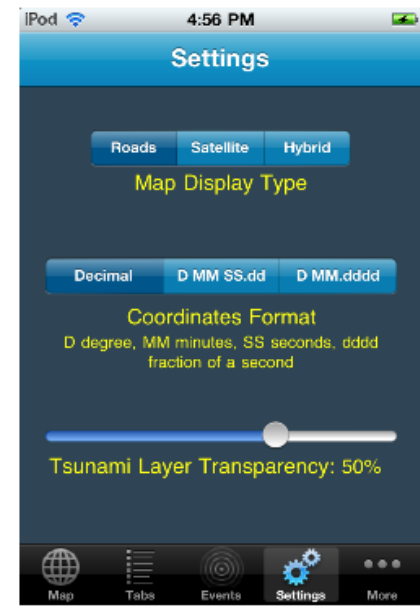 iPod 4:56 PM
Settings
Roads Satellite Hybrid
Map Display Type
Decimal D MM SS.dd D MM.dddd
Coordinates Format
D degree, MM minutes, SS seconds, dddd
fraction of a second
Tsunami Layer Transparency: 50%
Map Tabs Events Settings More